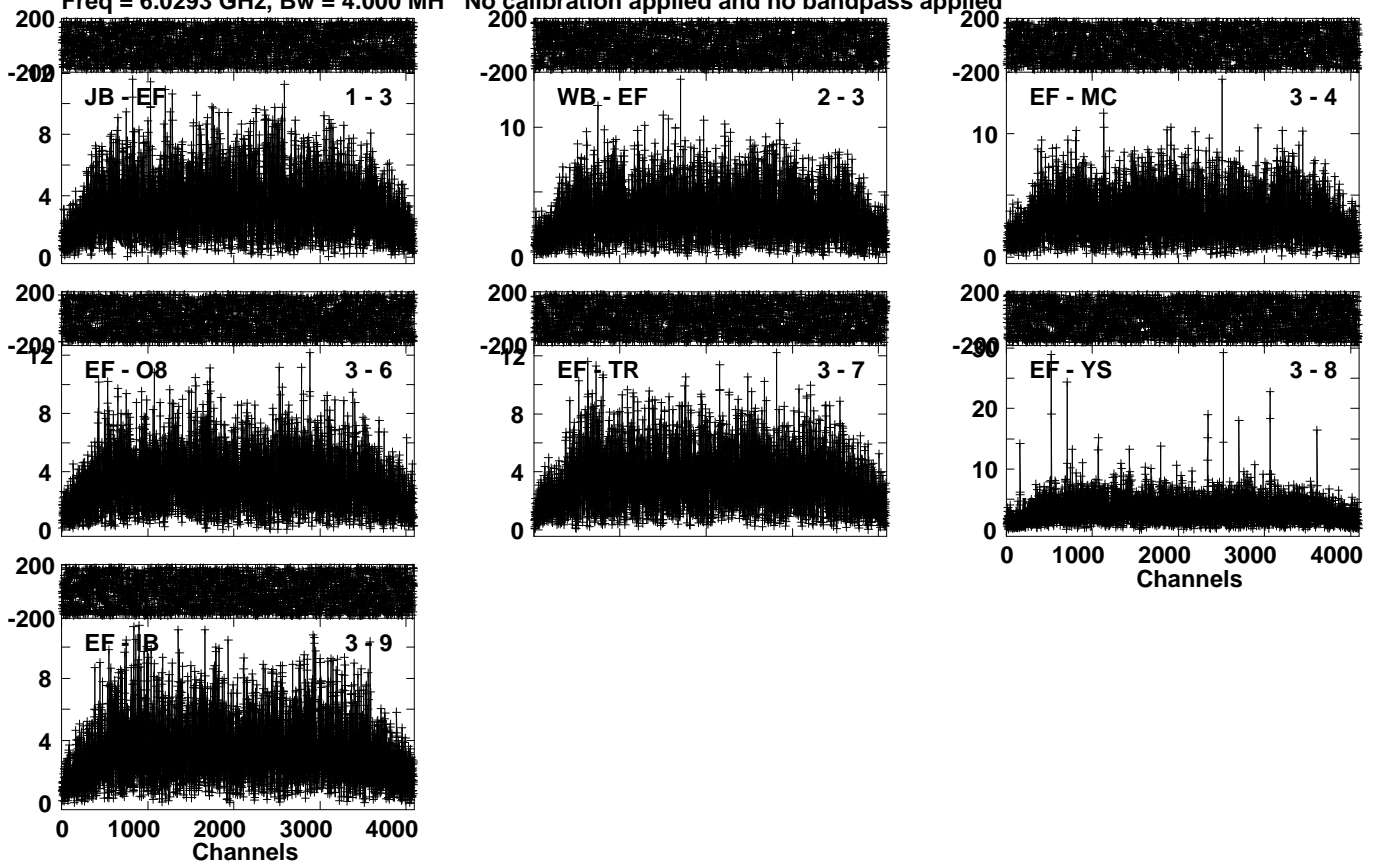 Freq = 6.0293 GHz, Bw = 4.000 MH No calibration applied and no bandpass applied
200 200 200
-200 -200 -200
12
JB - EF 1 - 3 WB - EF 2 - 3 EF - MC 3 - 4
8 10 10
4
0 0 0
200 200 200
-200 -200 -200
12 12 30
EF - O8 3 - 6 EF - TR 3 - 7 EF - YS 3 - 8
8 8 20
4 4 10
0 0 0
0 1000 2000 3000 4000
Channels
200
-200
EF - IB 3 - 9
8
4
0
0 1000 2000 3000 4000
Channels